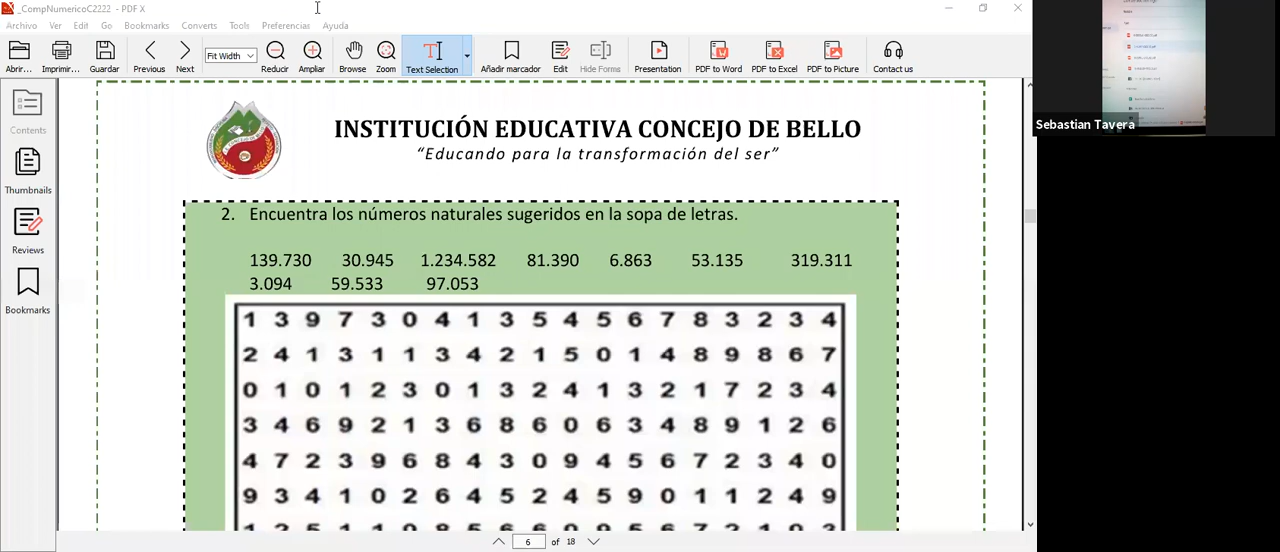 _CompNumericoC2222 - PDF X
Archivo Ver Edit Go Bookmarks Converts Tools Preferencias Ayuda
Abrir... Imprimir... Guardar Previous Next Fit Width Reducir Ampliar Browse Zoom Text Selection Añadir marcador Edit Hide Forms Presentation PDF to Word PDF to Excel PDF to Picture Contact us
Contents
Thumbnails
Reviews
Bookmarks
INSTITUCIÓN EDUCATIVA CONCEJO DE BELLO
“Educando para la transformación del ser”
2. Encuentra los números naturales sugeridos en la sopa de letras.
139.730 30.945 1.234.582 81.390 6.863 53.135 319.311
3.094 59.533 97.053
1 3 9 7 3 0 4 1 3 5 4 5 6 7 8 3 2 3 4
2 4 1 3 1 1 3 4 2 1 5 0 1 4 8 9 8 6 7
0 1 0 1 2 3 0 1 3 2 4 1 3 2 1 7 2 3 4
3 4 6 9 2 1 3 6 8 6 0 6 3 4 8 9 1 2 6
4 7 2 3 9 6 8 4 3 0 9 4 5 6 7 2 3 4 0
9 3 4 1 0 2 6 4 5 2 4 5 9 0 1 1 2 4 9
6 of 18
Sebastian Tavera